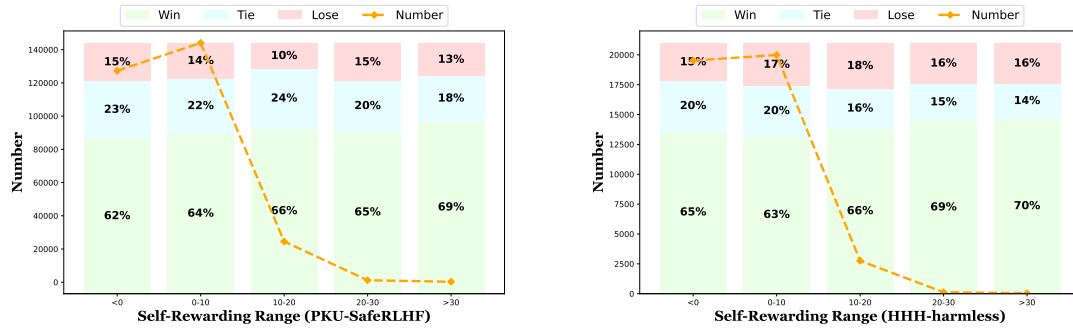 Win Tie Lose Number
Number
140000
120000
100000
80000
60000
40000
20000
0
15% 14% 10% 15% 13%
23% 22% 24% 20% 18%
62% 64% 66% 65% 69%
<0 0-10 10-20 20-30 >30
Self-Rewarding Range (PKU-SafeRLHF)
Win Tie Lose Number
Number
20000
17500
15000
12500
10000
7500
5000
2500
0
15% 17% 18% 16% 16%
20% 20% 16% 15% 14%
65% 63% 66% 69% 70%
<0 0-10 10-20 20-30 >30
Self-Rewarding Range (HHH-harmless)